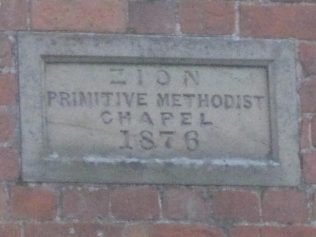 ZION
PRIMITIVE METHODIST
CHAPEL
1876